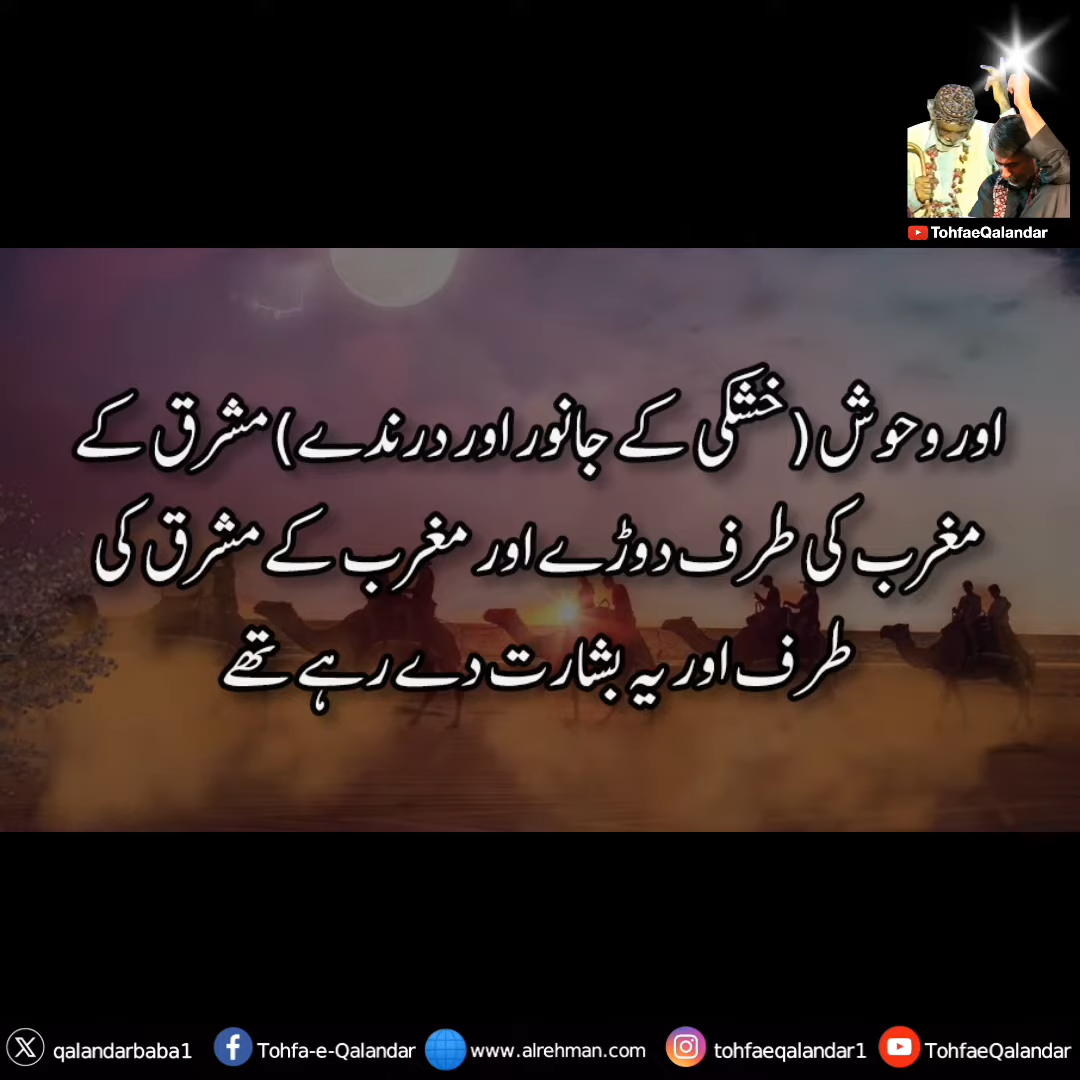 TohfaeQalandar
اور وحوش (خشکی کے جانور اور درندے) مشرق کے
مغرب کی طرف دوڑے اور مغرب کے مشرق کی
طرف اور یہ بشارت دے رہے تھے
qalandarbaba1 Tohfa-e-Qalandar www.alrehman.com tohfaeqalandar1 TohfaeQalandar